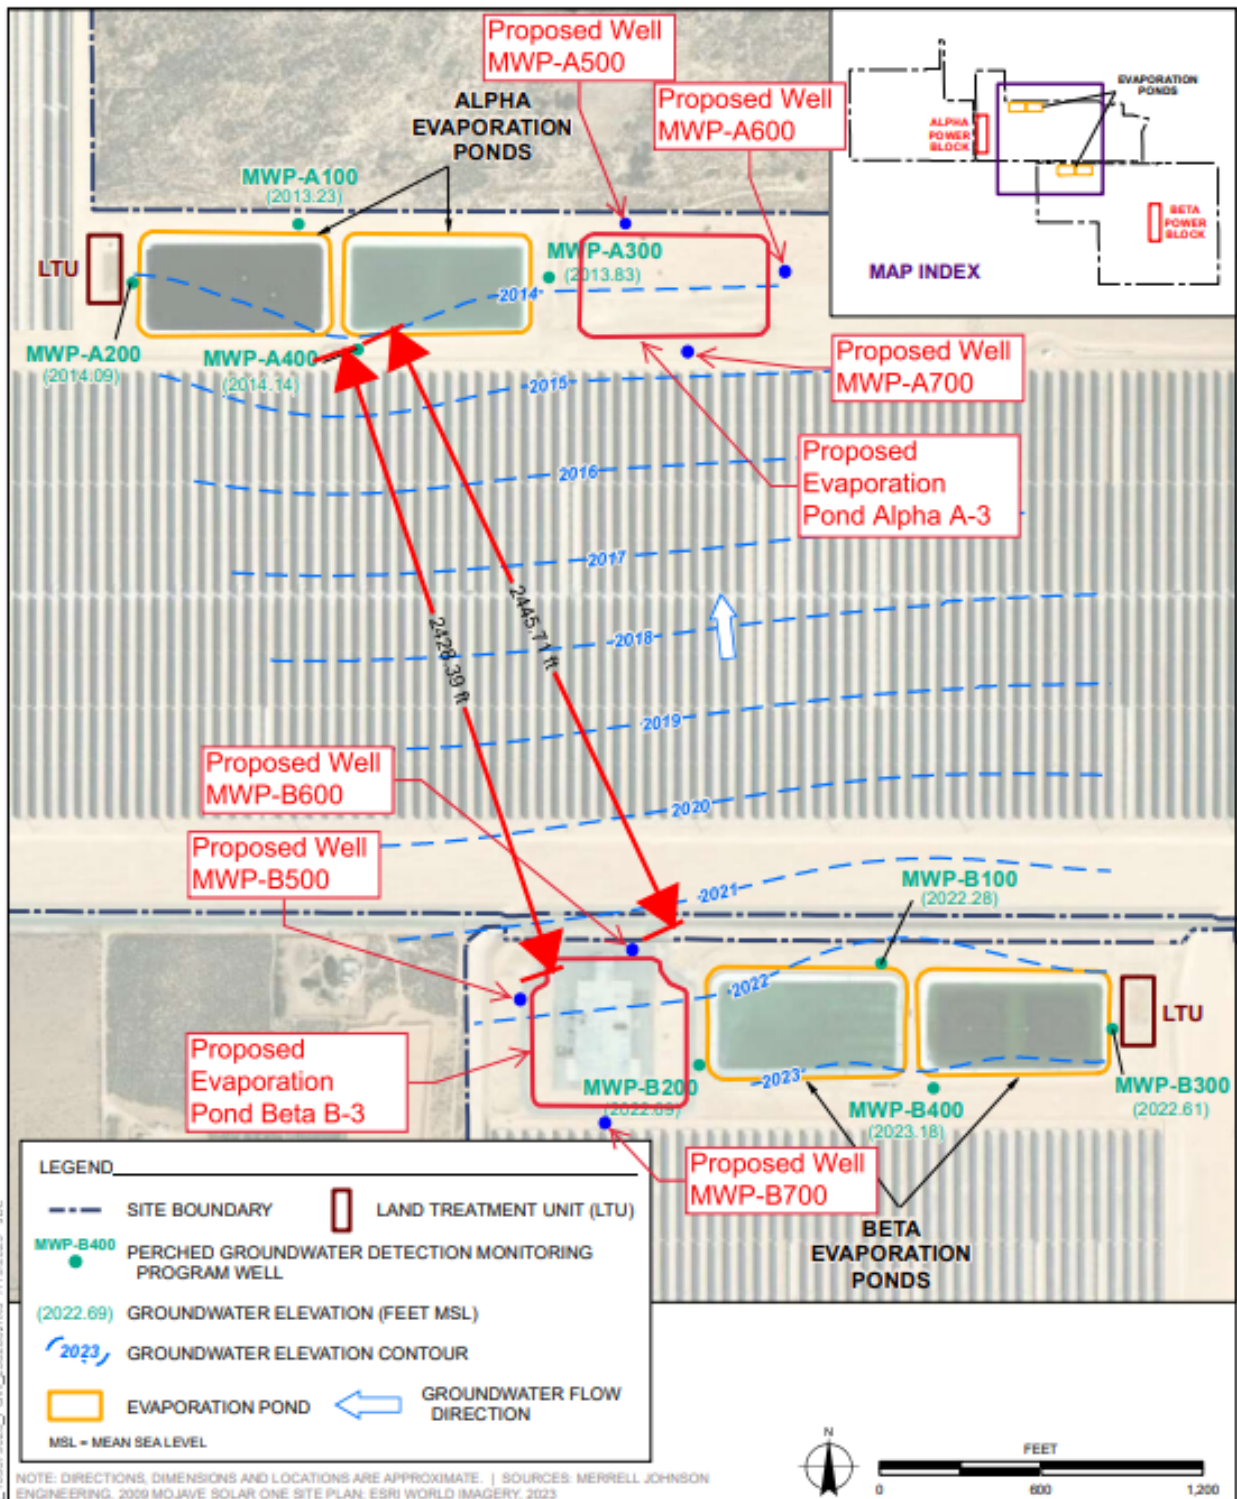 Proposed Well
MWP-A500
Proposed Well
MWP-A600
ALPHA
EVAPORATION
PONDS
EVAPORATION
PONDS
ALPHA
POWER
BLOCK
BETA
POWER
BLOCK
MAP INDEX
MWP-A100
(2013.23)
MWP-A300
(2013.83)
LTU
2014
MWP-A200
(2014.09)
MWP-A400
(2014.14)
Proposed Well
MWP-A700
2015
Proposed
Evaporation
Pond Alpha A-3
2016
2017
2018
2445.71 ft
2428.39 ft
2019
Proposed Well
MWP-B600
2020
Proposed Well
MWP-B500
2021
MWP-B100
(2022.28)
2022
LTU
Proposed
Evaporation
Pond Beta B-3
2023
MWP-B200
(2022.69)
MWP-B400
(2023.18)
MWP-B300
(2022.61)
Proposed Well
MWP-B700
BETA
EVAPORATION
PONDS
LEGEND
SITE BOUNDARY
LAND TREATMENT UNIT (LTU)
MWP-B400
PERCHED GROUNDWATER DETECTION MONITORING
PROGRAM WELL
(2022.69) GROUNDWATER ELEVATION (FEET MSL)
2023 GROUNDWATER ELEVATION CONTOUR
EVAPORATION POND
GROUNDWATER FLOW
DIRECTION
MSL = MEAN SEA LEVEL
N
FEET
0 600 1,200
NOTE: DIRECTIONS, DIMENSIONS AND LOCATIONS ARE APPROXIMATE. | SOURCES: MERRELL JOHNSON
ENGINEERING, 2009 MOJAVE SOLAR ONE SITE PLAN; ESRI WORLD IMAGERY, 2023